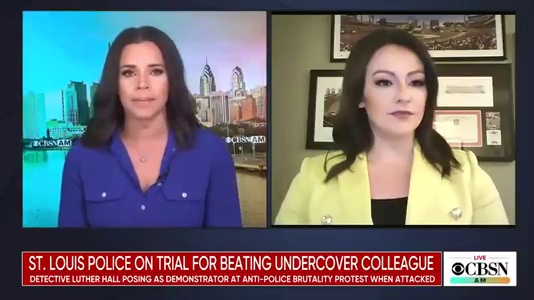 CBSN AM
CBSN AM
ST. LOUIS POLICE ON TRIAL FOR BEATING UNDERCOVER COLLEAGUE
DETECTIVE LUTHER HALL POSING AS DEMONSTRATOR AT ANTI-POLICE BRUTALITY PROTEST WHEN ATTACKED
LIVE
CBSN
AM